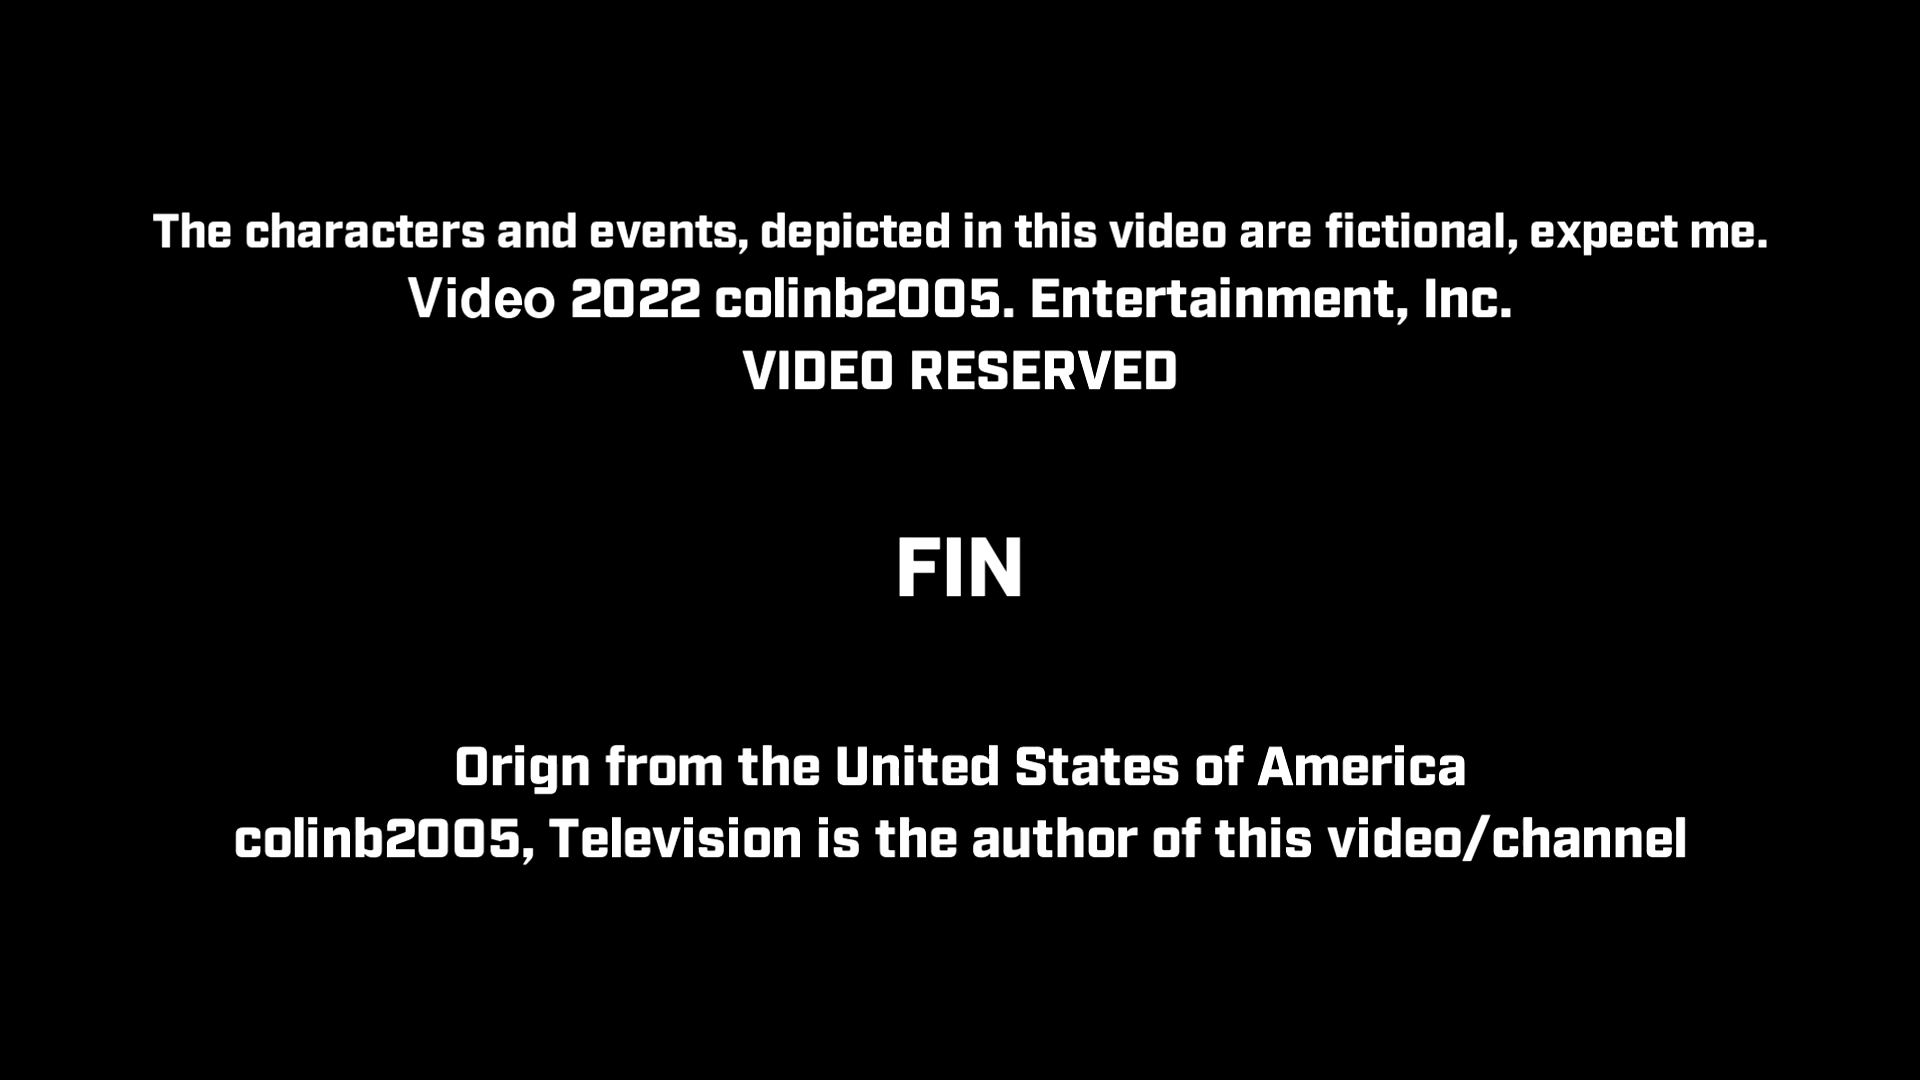 The characters and events, depicted in this video are fictional, expect me.
Video 2022 colinb2005. Entertainment, Inc.
VIDEO RESERVED
FIN
Orign from the United States of America
colinb2005, Television is the author of this video/channel